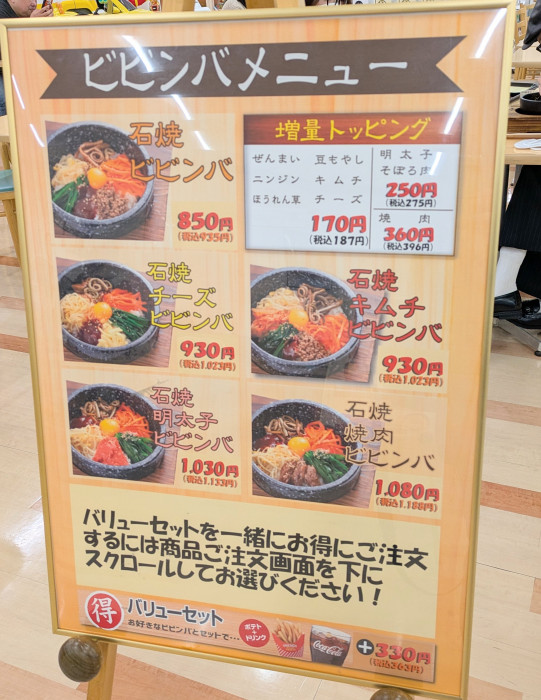 ビビンバメニュー
石焼
ビビンバ
850円
(税込935円)
増量トッピング
ぜんまい 豆もやし
ニンジン キムチ
ほうれん草 チーズ
170円
(税込187円)
明太子
そぼろ肉
250円
(税込275円)
焼肉
360円
(税込396円)
石焼
チーズ
ビビンバ
930円
(税込1.023円)
石焼
キムチ
ビビンバ
930円
(税込1.023円)
石焼
明太子
ビビンバ
1.030円
(税込1.133円)
石焼
焼肉
ビビンバ
1.080円
(税込1.188円)
バリューセットを一緒にお得にご注文
するには商品ご注文画面を下に
スクロールしてお選びください!
得 バリューセット
お好きなビビンバとセットで…
ポテト
+
ドリンク
Coca-Cola
+330円
(税込363円)